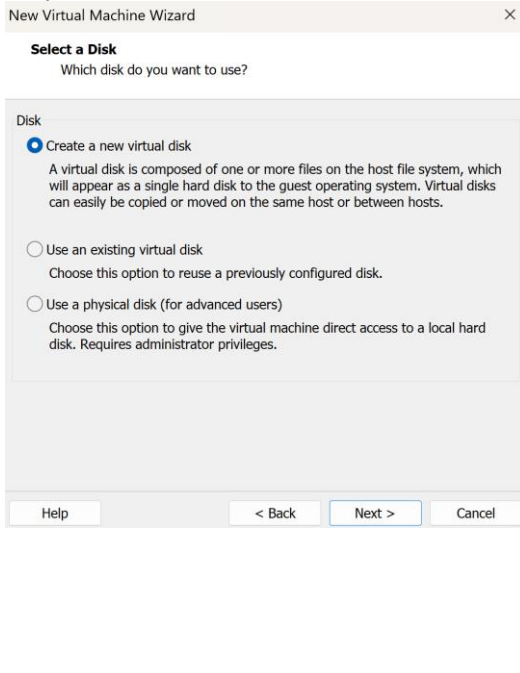 New Virtual Machine Wizard
Select a Disk
Which disk do you want to use?
Disk
Create a new virtual disk
A virtual disk is composed of one or more files on the host file system, which
will appear as a single hard disk to the guest operating system. Virtual disks
can easily be copied or moved on the same host or between hosts.
Use an existing virtual disk
Choose this option to reuse a previously configured disk.
Use a physical disk (for advanced users)
Choose this option to give the virtual machine direct access to a local hard
disk. Requires administrator privileges.
Help < Back Next > Cancel